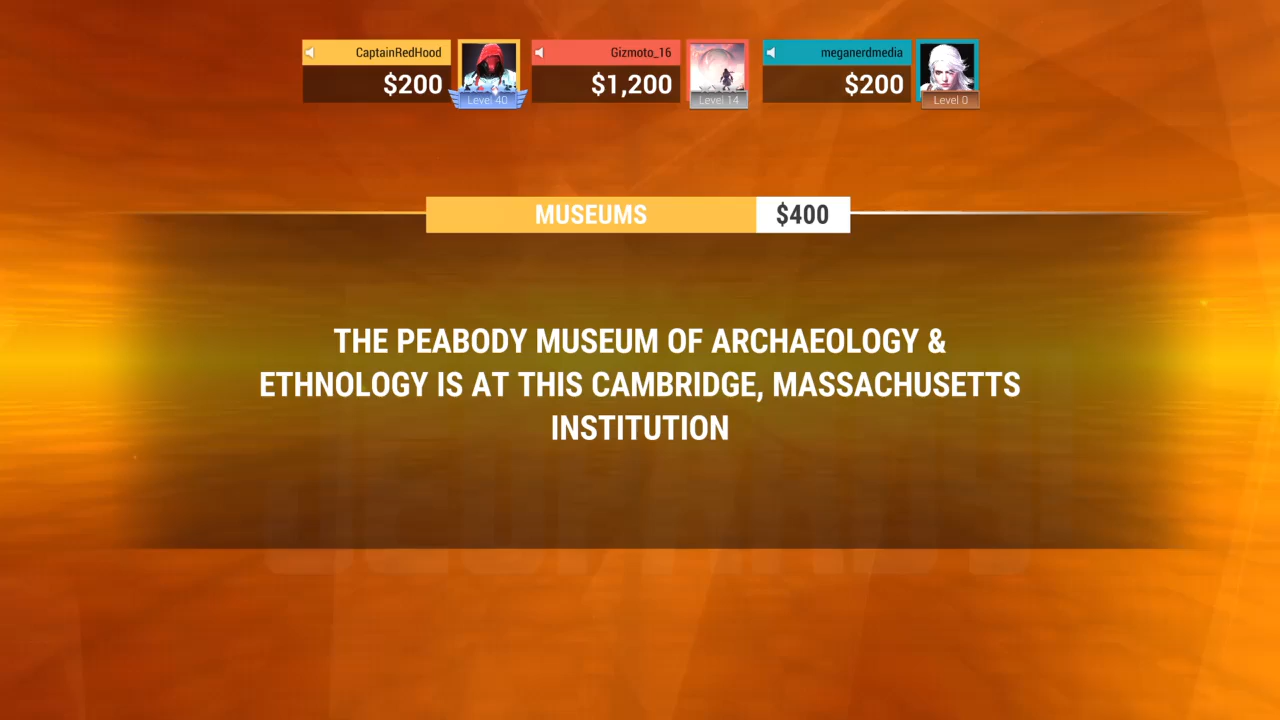 CaptainRedHood
$200
Level 40
Gizmoto_16
$1,200
Level 14
meganerdmedia
$200
Level 0
MUSEUMS
$400
THE PEABODY MUSEUM OF ARCHAEOLOGY &
ETHNOLOGY IS AT THIS CAMBRIDGE, MASSACHUSETTS
INSTITUTION
JEOPARDY!